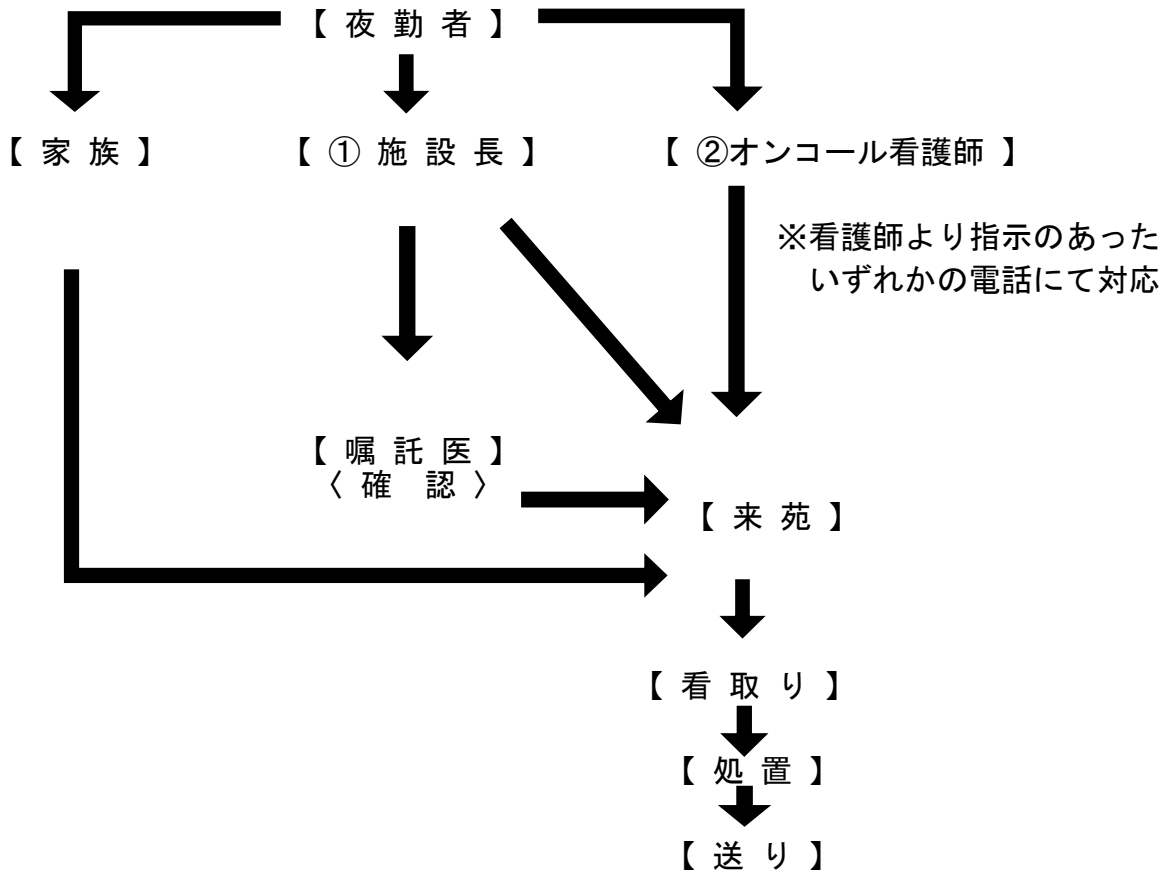 【 夜 勤 者 】
【 家 族 】
【 ① 施 設 長 】
【 ②オンコール看護師 】
※看護師より指示のあった
いずれかの電話にて対応
【 嘱 託 医 】
〈 確 認 〉
【 来 苑 】
【 看 取 り 】
【 処 置 】
【 送 り 】